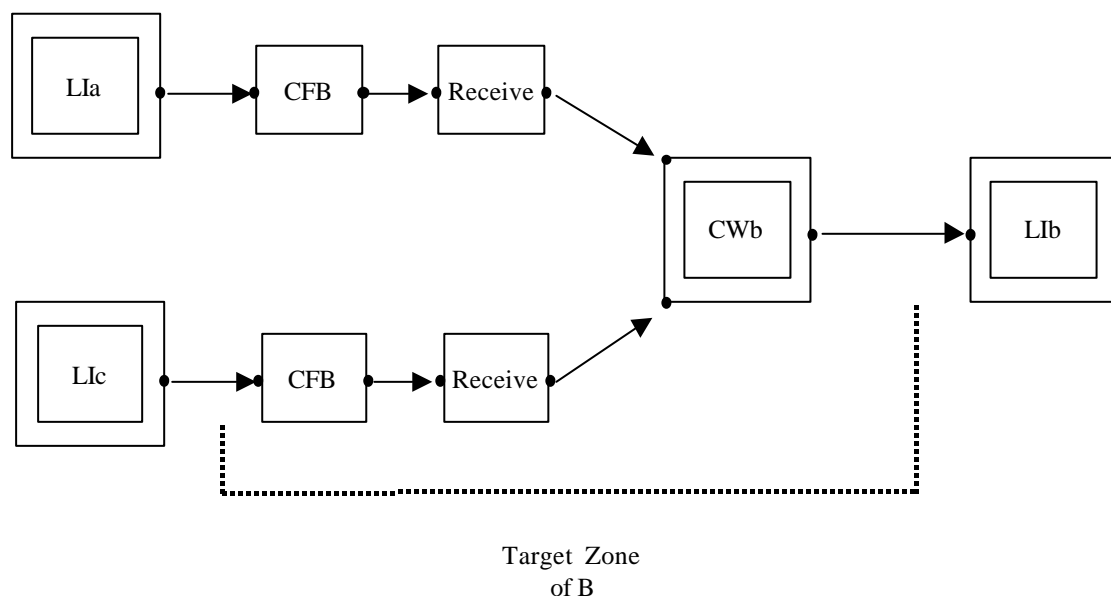 LIa
CFB
Receive
CWb
LIb
LIc
CFB
Receive
Target Zone
of B